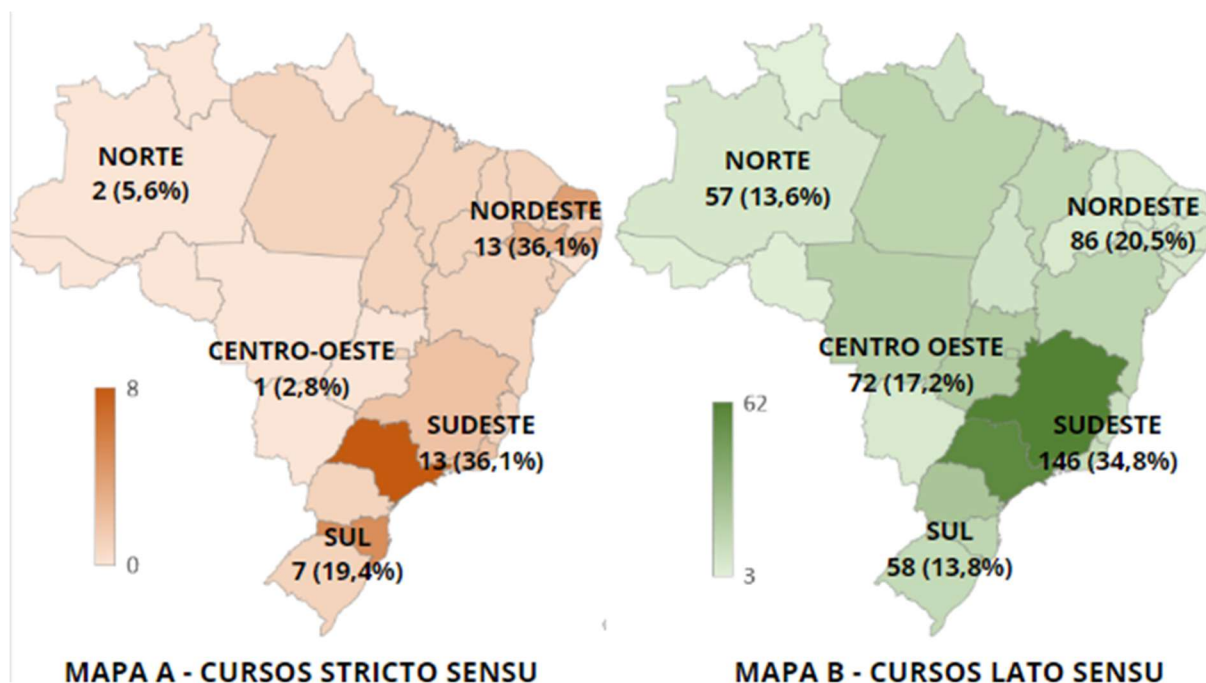 NORTE
2 (5,6%)
NORDESTE
13 (36,1%)
CENTRO-OESTE
1 (2,8%)
8
0
SUDESTE
13 (36,1%)
SUL
7 (19,4%)
MAPA A - CURSOS STRICTO SENSU
NORTE
57 (13,6%)
NORDESTE
86 (20,5%)
CENTRO OESTE
72 (17,2%)
62
3
SUDESTE
146 (34,8%)
SUL
58 (13,8%)
MAPA B - CURSOS LATO SENSU